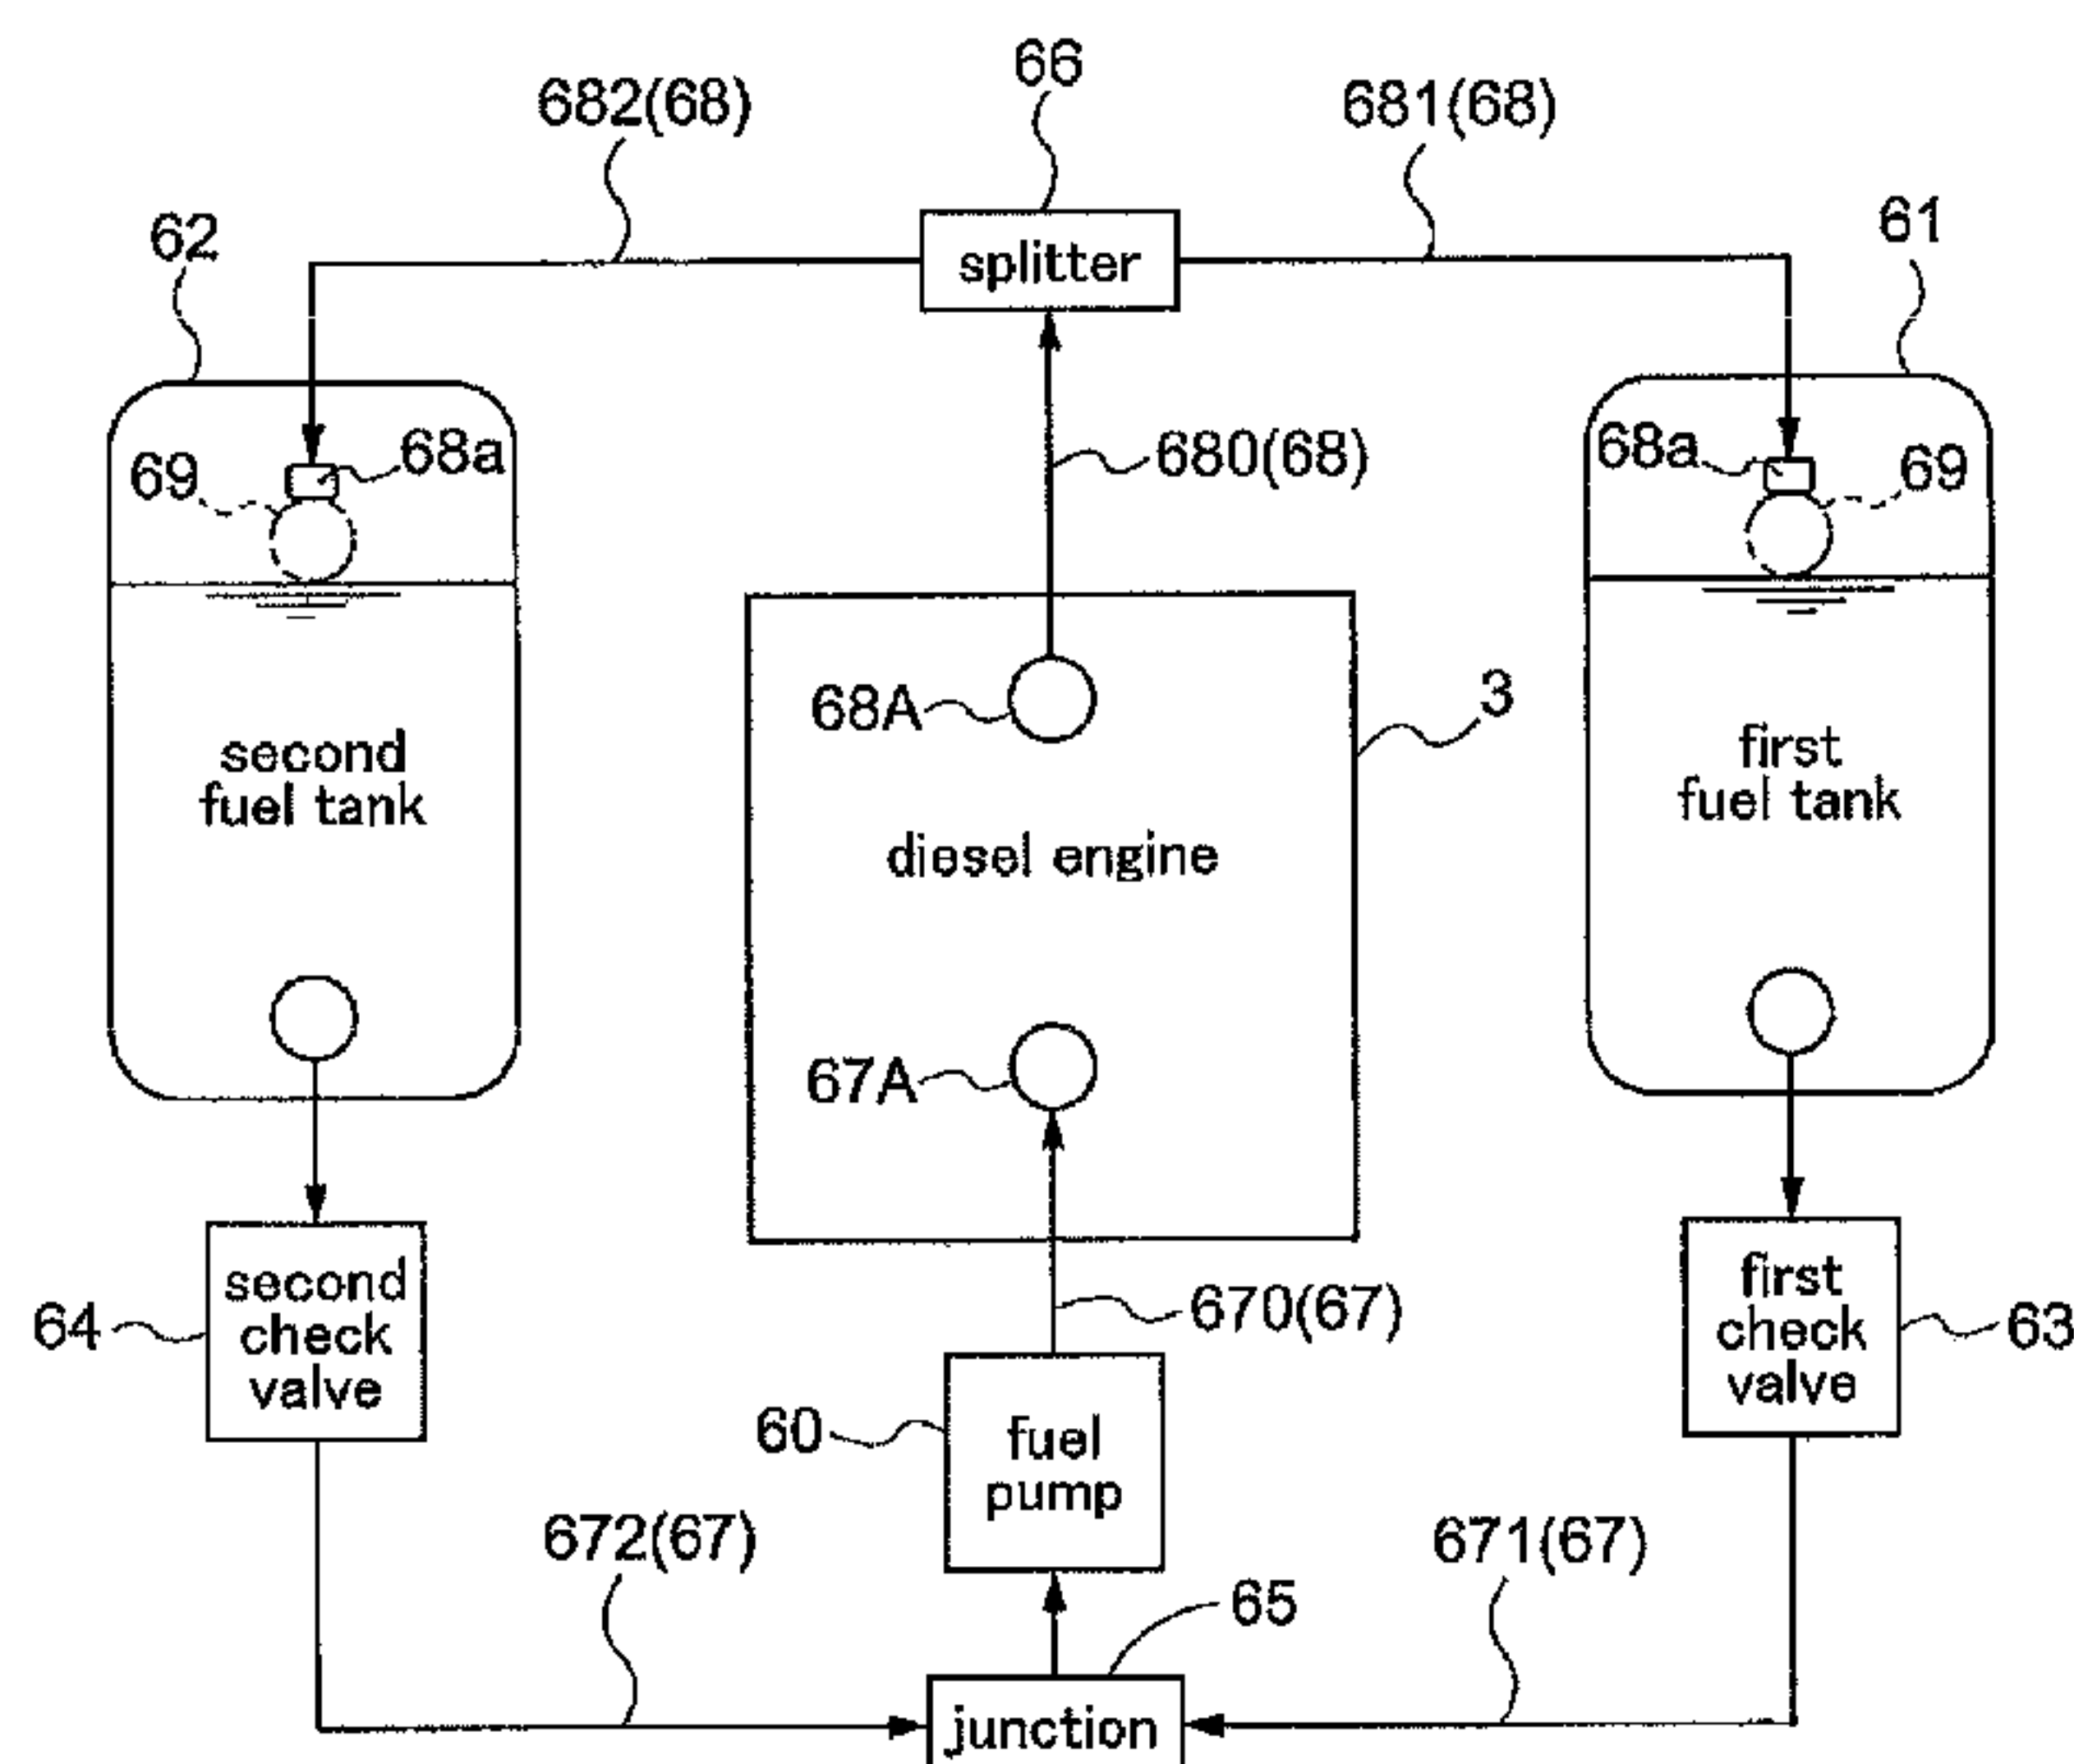 66
682(68)
681(68)
62
splitter
61
69
68a
680(68)
68a
69
68A
3
second
fuel tank
first
fuel tank
diesel engine
67A
second
check
valve
64
670(67)
first
check
valve
63
60
fuel
pump
672(67)
671(67)
65
junction